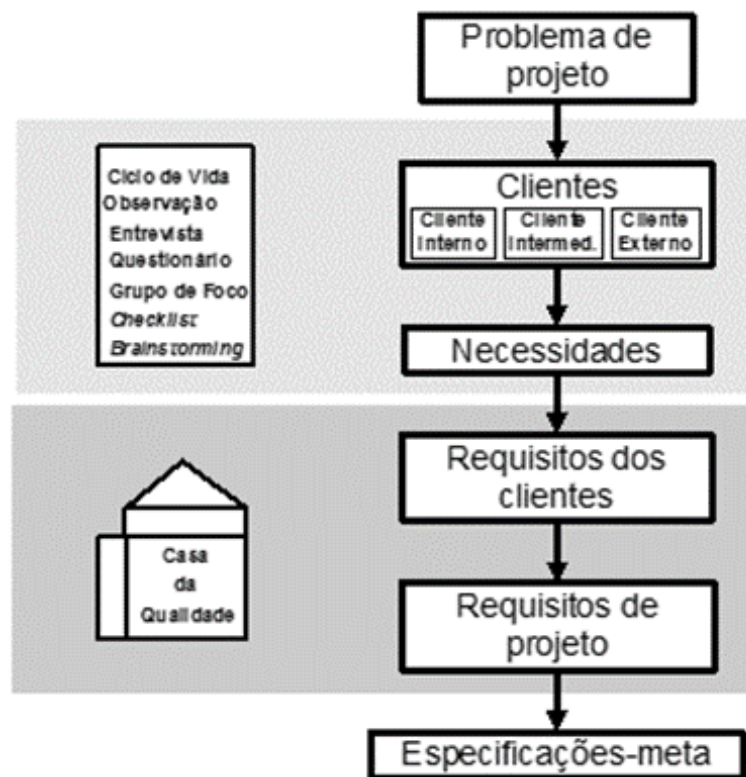 Problema de
projeto
Ciclo de Vida
Observação
Entrevista
Questionário
Grupo de Foco
Checklist
Brainstorming
Clientes
Cliente
Interno
Cliente
Intermed.
Cliente
Externo
Necessidades
Casa
da
Qualidade
Requisitos dos
clientes
Requisitos de
projeto
Especificações-meta